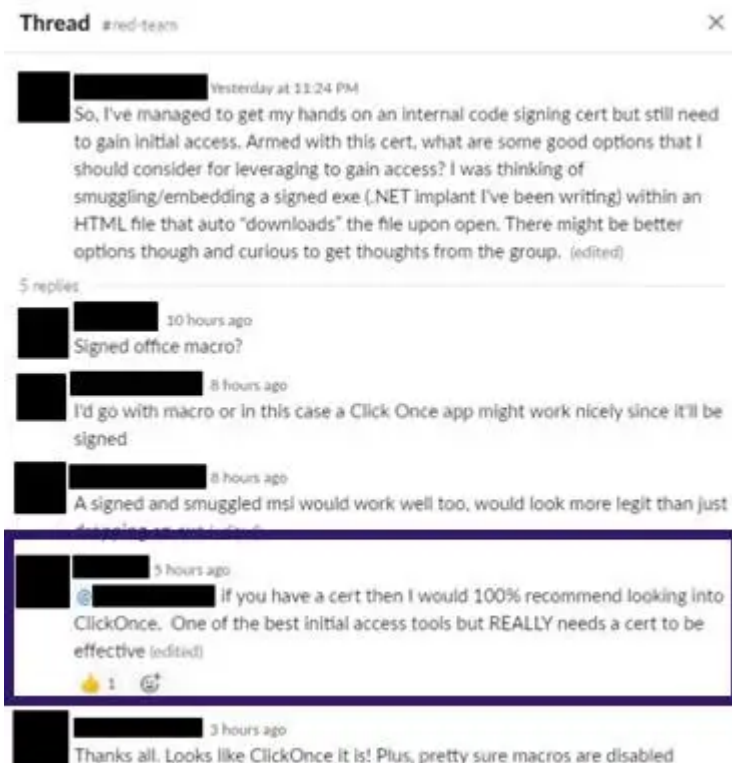 Thread #red-team
Yesterday at 11:24 PM
So, I've managed to get my hands on an internal code signing cert but still need
to gain initial access. Armed with this cert, what are some good options that I
should consider for leveraging to gain access? I was thinking of
smuggling/embedding a signed exe (.NET implant I've been writing) within an
HTML file that auto "downloads" the file upon open. There might be better
options though and curious to get thoughts from the group. (edited)
5 replies
10 hours ago
Signed office macro?
8 hours ago
I'd go with macro or in this case a Click Once app might work nicely since it'll be
signed
8 hours ago
A signed and smuggled msi would work well too, would look more legit than just
5 hours ago
@ if you have a cert then I would 100% recommend looking into
ClickOnce. One of the best initial access tools but REALLY needs a cert to be
effective (edited)
1
3 hours ago
Thanks all. Looks like ClickOnce it is! Plus, pretty sure macros are disabled